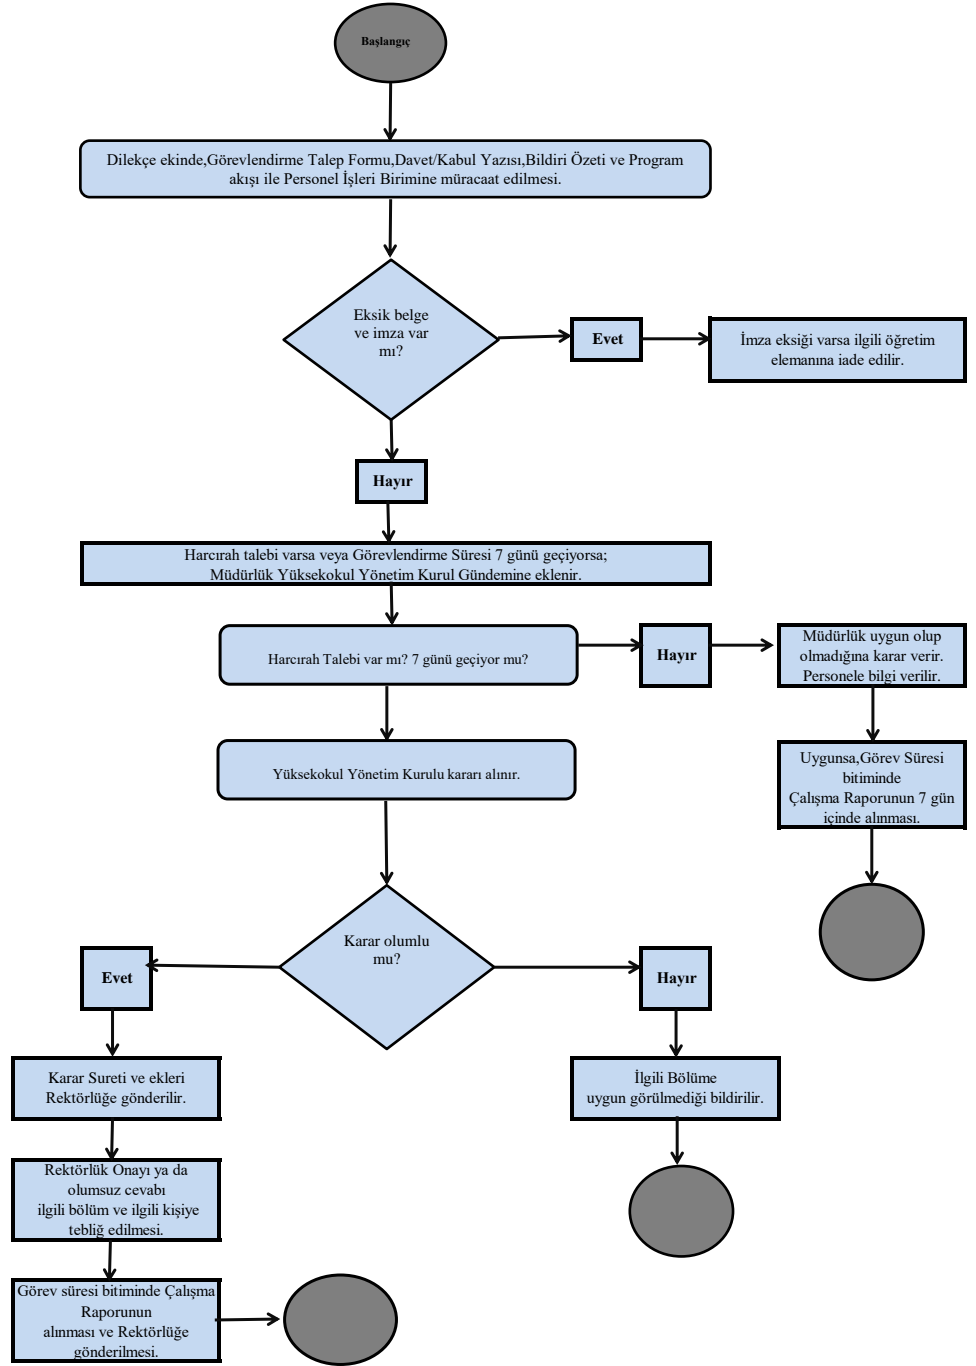 Başlangıç
Dilekçe ekinde,Görevlendirme Talep Formu,Davet/Kabul Yazısı,Bildiri Özeti ve Program
akışı ile Personel İşleri Birimine müracaat edilmesi.
Eksik belge
ve imza var
mı?
Evet
İmza eksiği varsa ilgili öğretim
elemanına iade edilir.
Hayır
Harcırah talebi varsa veya Görevlendirme Süresi 7 günü geçiyorsa;
Müdürlük Yüksekokul Yönetim Kurul Gündemine eklenir.
Harcırah Talebi var mı? 7 günü geçiyor mu?
Hayır
Müdürlük uygun olup
olmadığına karar verir.
Personele bilgi verilir.
Yüksekokul Yönetim Kurulu kararı alınır.
Uygunsa,Görev Süresi
bitiminde
Çalışma Raporunun 7 gün
içinde alınması.
Karar olumlu
mu?
Evet
Hayır
Karar Sureti ve ekleri
Rektörlüğe gönderilir.
İlgili Bölüme
uygun görülmediği bildirilir.
Rektörlük Onayı ya da
olumsuz cevabı
ilgili bölüm ve ilgili kişiye
tebliğ edilmesi.
Görev süresi bitiminde Çalışma
Raporunun
alınması ve Rektörlüğe
gönderilmesi.